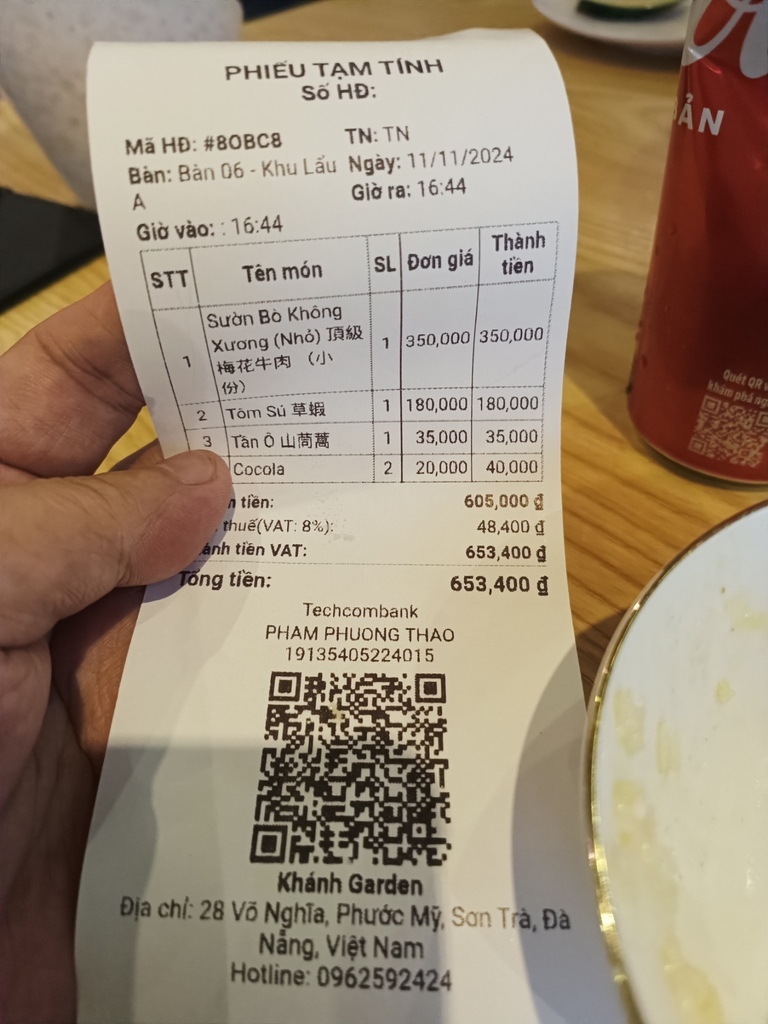 PHIẾU TẠM TÍNH
Số HĐ:
Mã HĐ: #8OBC8 TN: TN
Bàn: Bàn 06 - Khu Lầu A Ngày: 11/11/2024
Giờ vào: : 16:44 Giờ ra: 16:44
STT Tên món SL Đơn giá Thành tiền
1 Sườn Bò Không Xương (Nhỏ) 頂級梅花牛肉 (小份) 1 350,000 350,000
2 Tôm Sú 草蝦 1 180,000 180,000
3 Tần Ô 山茼蒿 1 35,000 35,000
Cocola 2 20,000 40,000
tiền: 605,000 ₫
thuế(VAT: 8%): 48,400 ₫
tiền VAT: 653,400 ₫
Tổng tiền: 653,400 ₫
Techcombank
PHAM PHUONG THAO
19135405224015
Khánh Garden
Địa chỉ: 28 Võ Nghĩa, Phước Mỹ, Sơn Trà, Đà
Nẵng, Việt Nam
Hotline: 0962592424
Quét QR
khám phá